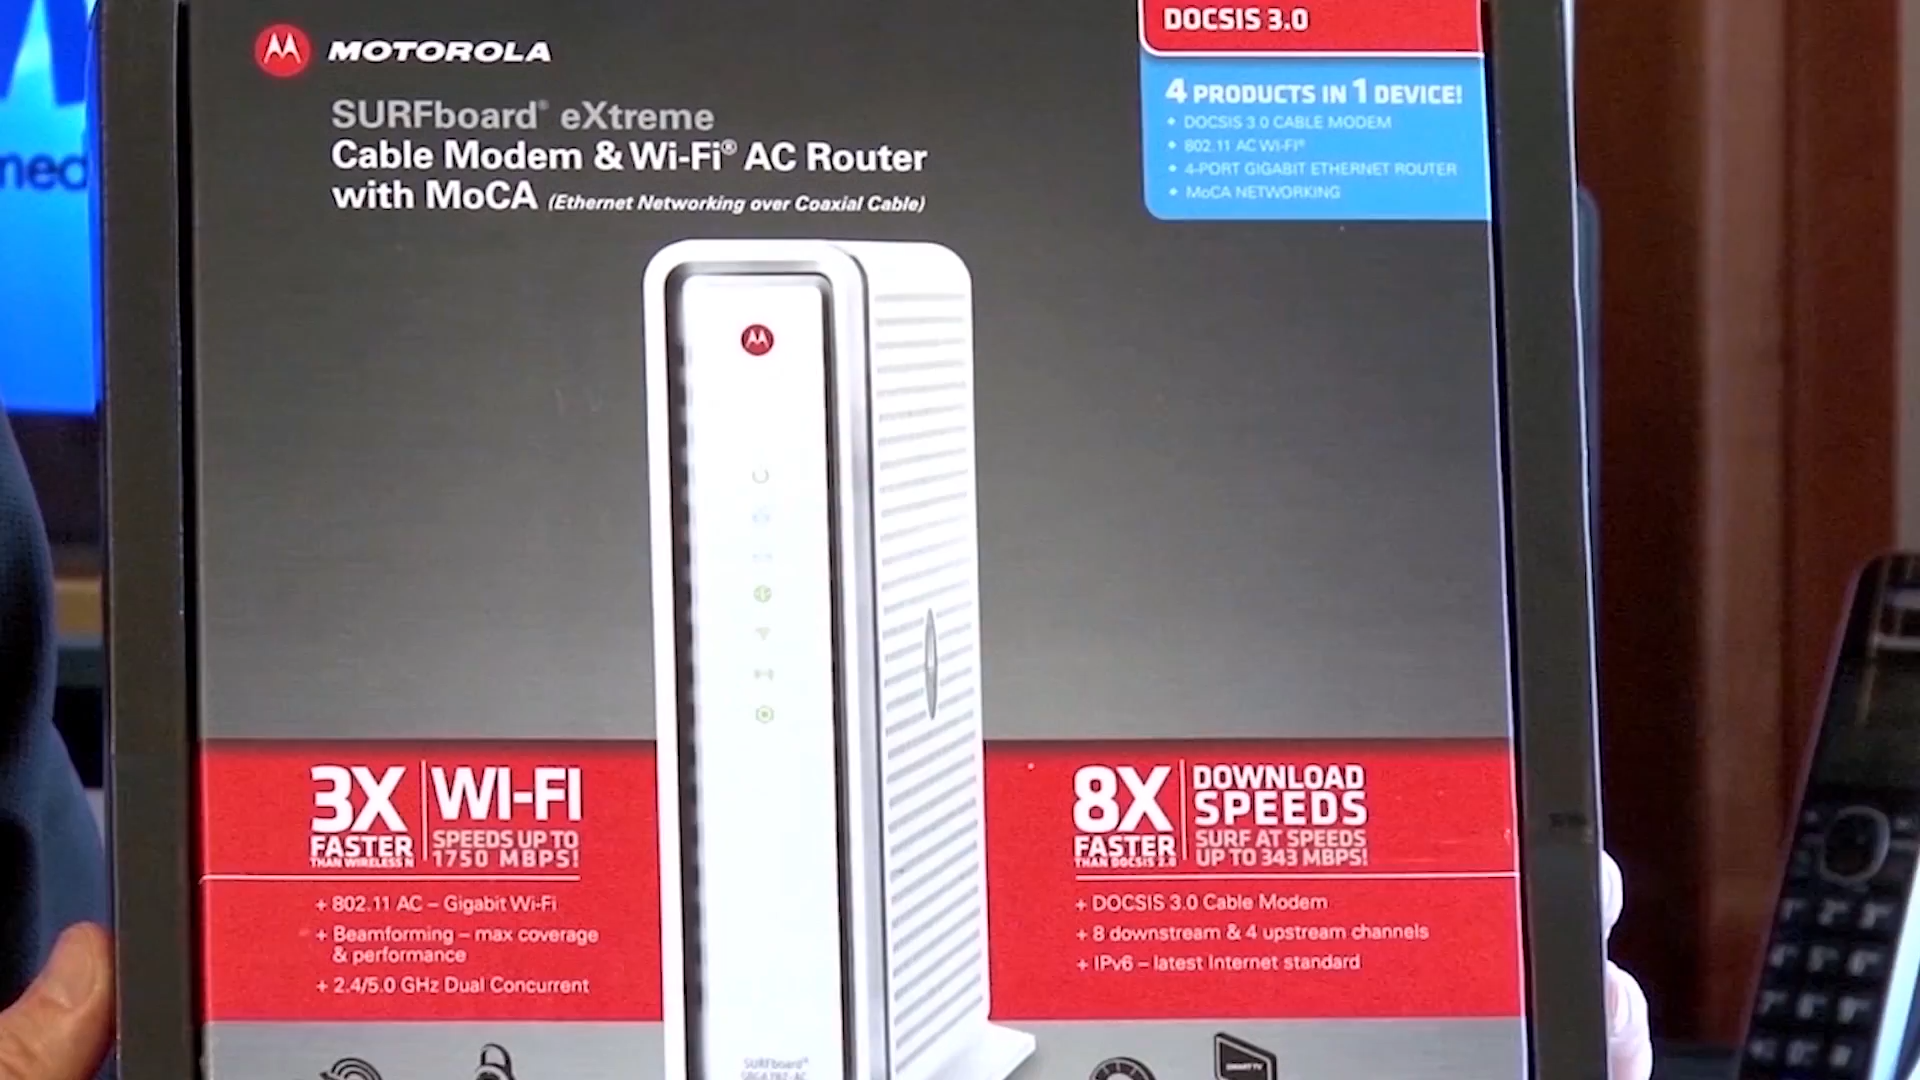 MOTOROLA
SURFboard® eXtreme
Cable Modem & Wi-Fi® AC Router
with MoCA (Ethernet Networking over Coaxial Cable)
DOCSIS 3.0
4 PRODUCTS IN 1 DEVICE!
• DOCSIS 3.0 CABLE MODEM
• 802.11 AC WI-FI®
• 4-PORT GIGABIT ETHERNET ROUTER
• MoCA NETWORKING
3X FASTER THAN WIRELESS N
WI-FI
SPEEDS UP TO
1750 MBPS!
+ 802.11 AC – Gigabit Wi-Fi
+ Beamforming – max coverage
& performance
+ 2.4/5.0 GHz Dual Concurrent
8X FASTER THAN DOCSIS 2.0
DOWNLOAD
SPEEDS
SURF AT SPEEDS
UP TO 343 MBPS!
+ DOCSIS 3.0 Cable Modem
+ 8 downstream & 4 upstream channels
+ IPv6 – latest Internet standard
SURFboard®
SMART TV